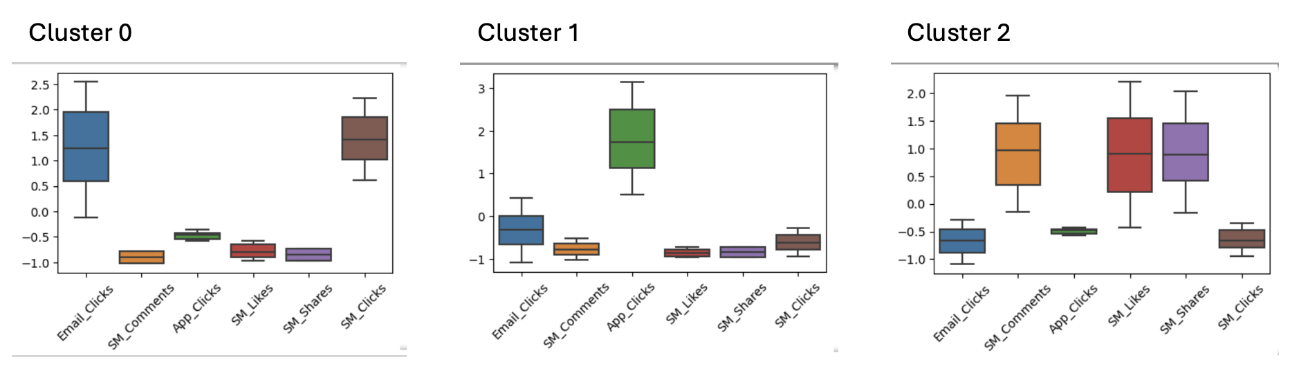 Cluster 0
2.5
2.0
1.5
1.0
0.5
0.0
−0.5
−1.0
Email_Clicks
SM_Comments
App_Clicks
SM_Likes
SM_Shares
SM_Clicks
Cluster 1
3
2
1
0
−1
Email_Clicks
SM_Comments
App_Clicks
SM_Likes
SM_Shares
SM_Clicks
Cluster 2
2.0
1.5
1.0
0.5
0.0
−0.5
−1.0
Email_Clicks
SM_Comments
App_Clicks
SM_Likes
SM_Shares
SM_Clicks